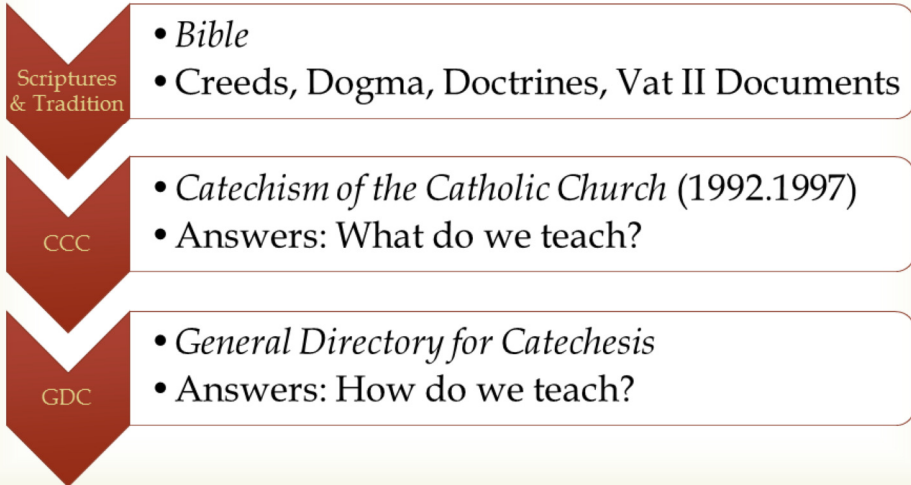 Scriptures
& Tradition
• Bible
• Creeds, Dogma, Doctrines, Vat II Documents
CCC
• Catechism of the Catholic Church (1992.1997)
• Answers: What do we teach?
GDC
• General Directory for Catechesis
• Answers: How do we teach?